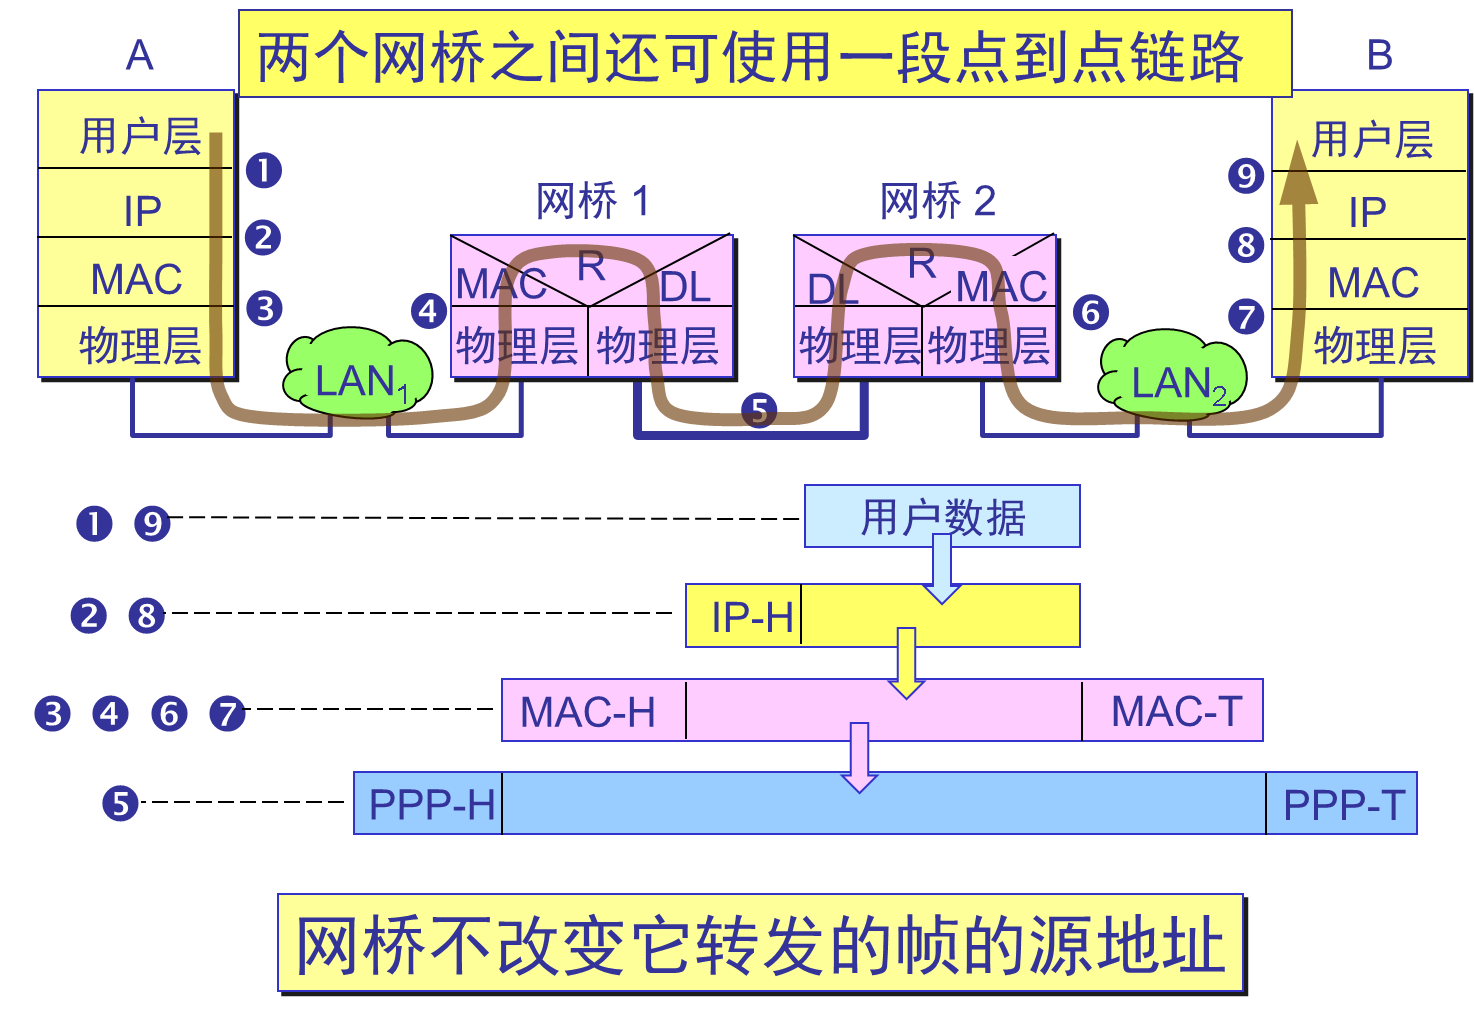 两个网桥之间还可使用一段点到点链路
A
B
用户层
IP
MAC
物理层
❶
❷
❸
网桥 1
MAC
R
DL
物理层
物理层
❹
LAN1
❺
网桥 2
DL
R
MAC
物理层
物理层
❻
LAN2
❾
❽
❼
用户层
IP
MAC
物理层
❶ ❾
用户数据
❷ ❽
IP-H
❸ ❹ ❻ ❼
MAC-H
MAC-T
❺
PPP-H
PPP-T
网桥不改变它转发的帧的源地址